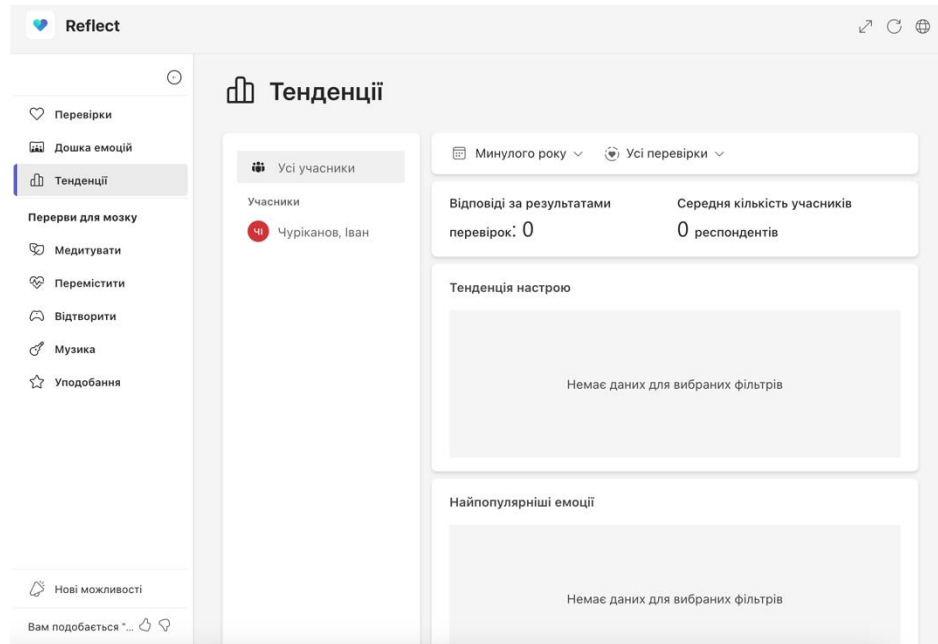 Reflect
Перевірки
Дошка емоцій
Тенденції
Перерви для мозку
Медитувати
Перемістити
Відтворити
Музика
Уподобання
Нові можливості
Вам подобається "...
Тенденції
Усі учасники
Учасники
ЧІ Чуріканов, Іван
Минулого року Усі перевірки
Відповіді за результатами
перевірок: 0
Середня кількість учасників
0 респондентів
Тенденція настрою
Немає даних для вибраних фільтрів
Найпопулярніші емоції
Немає даних для вибраних фільтрів